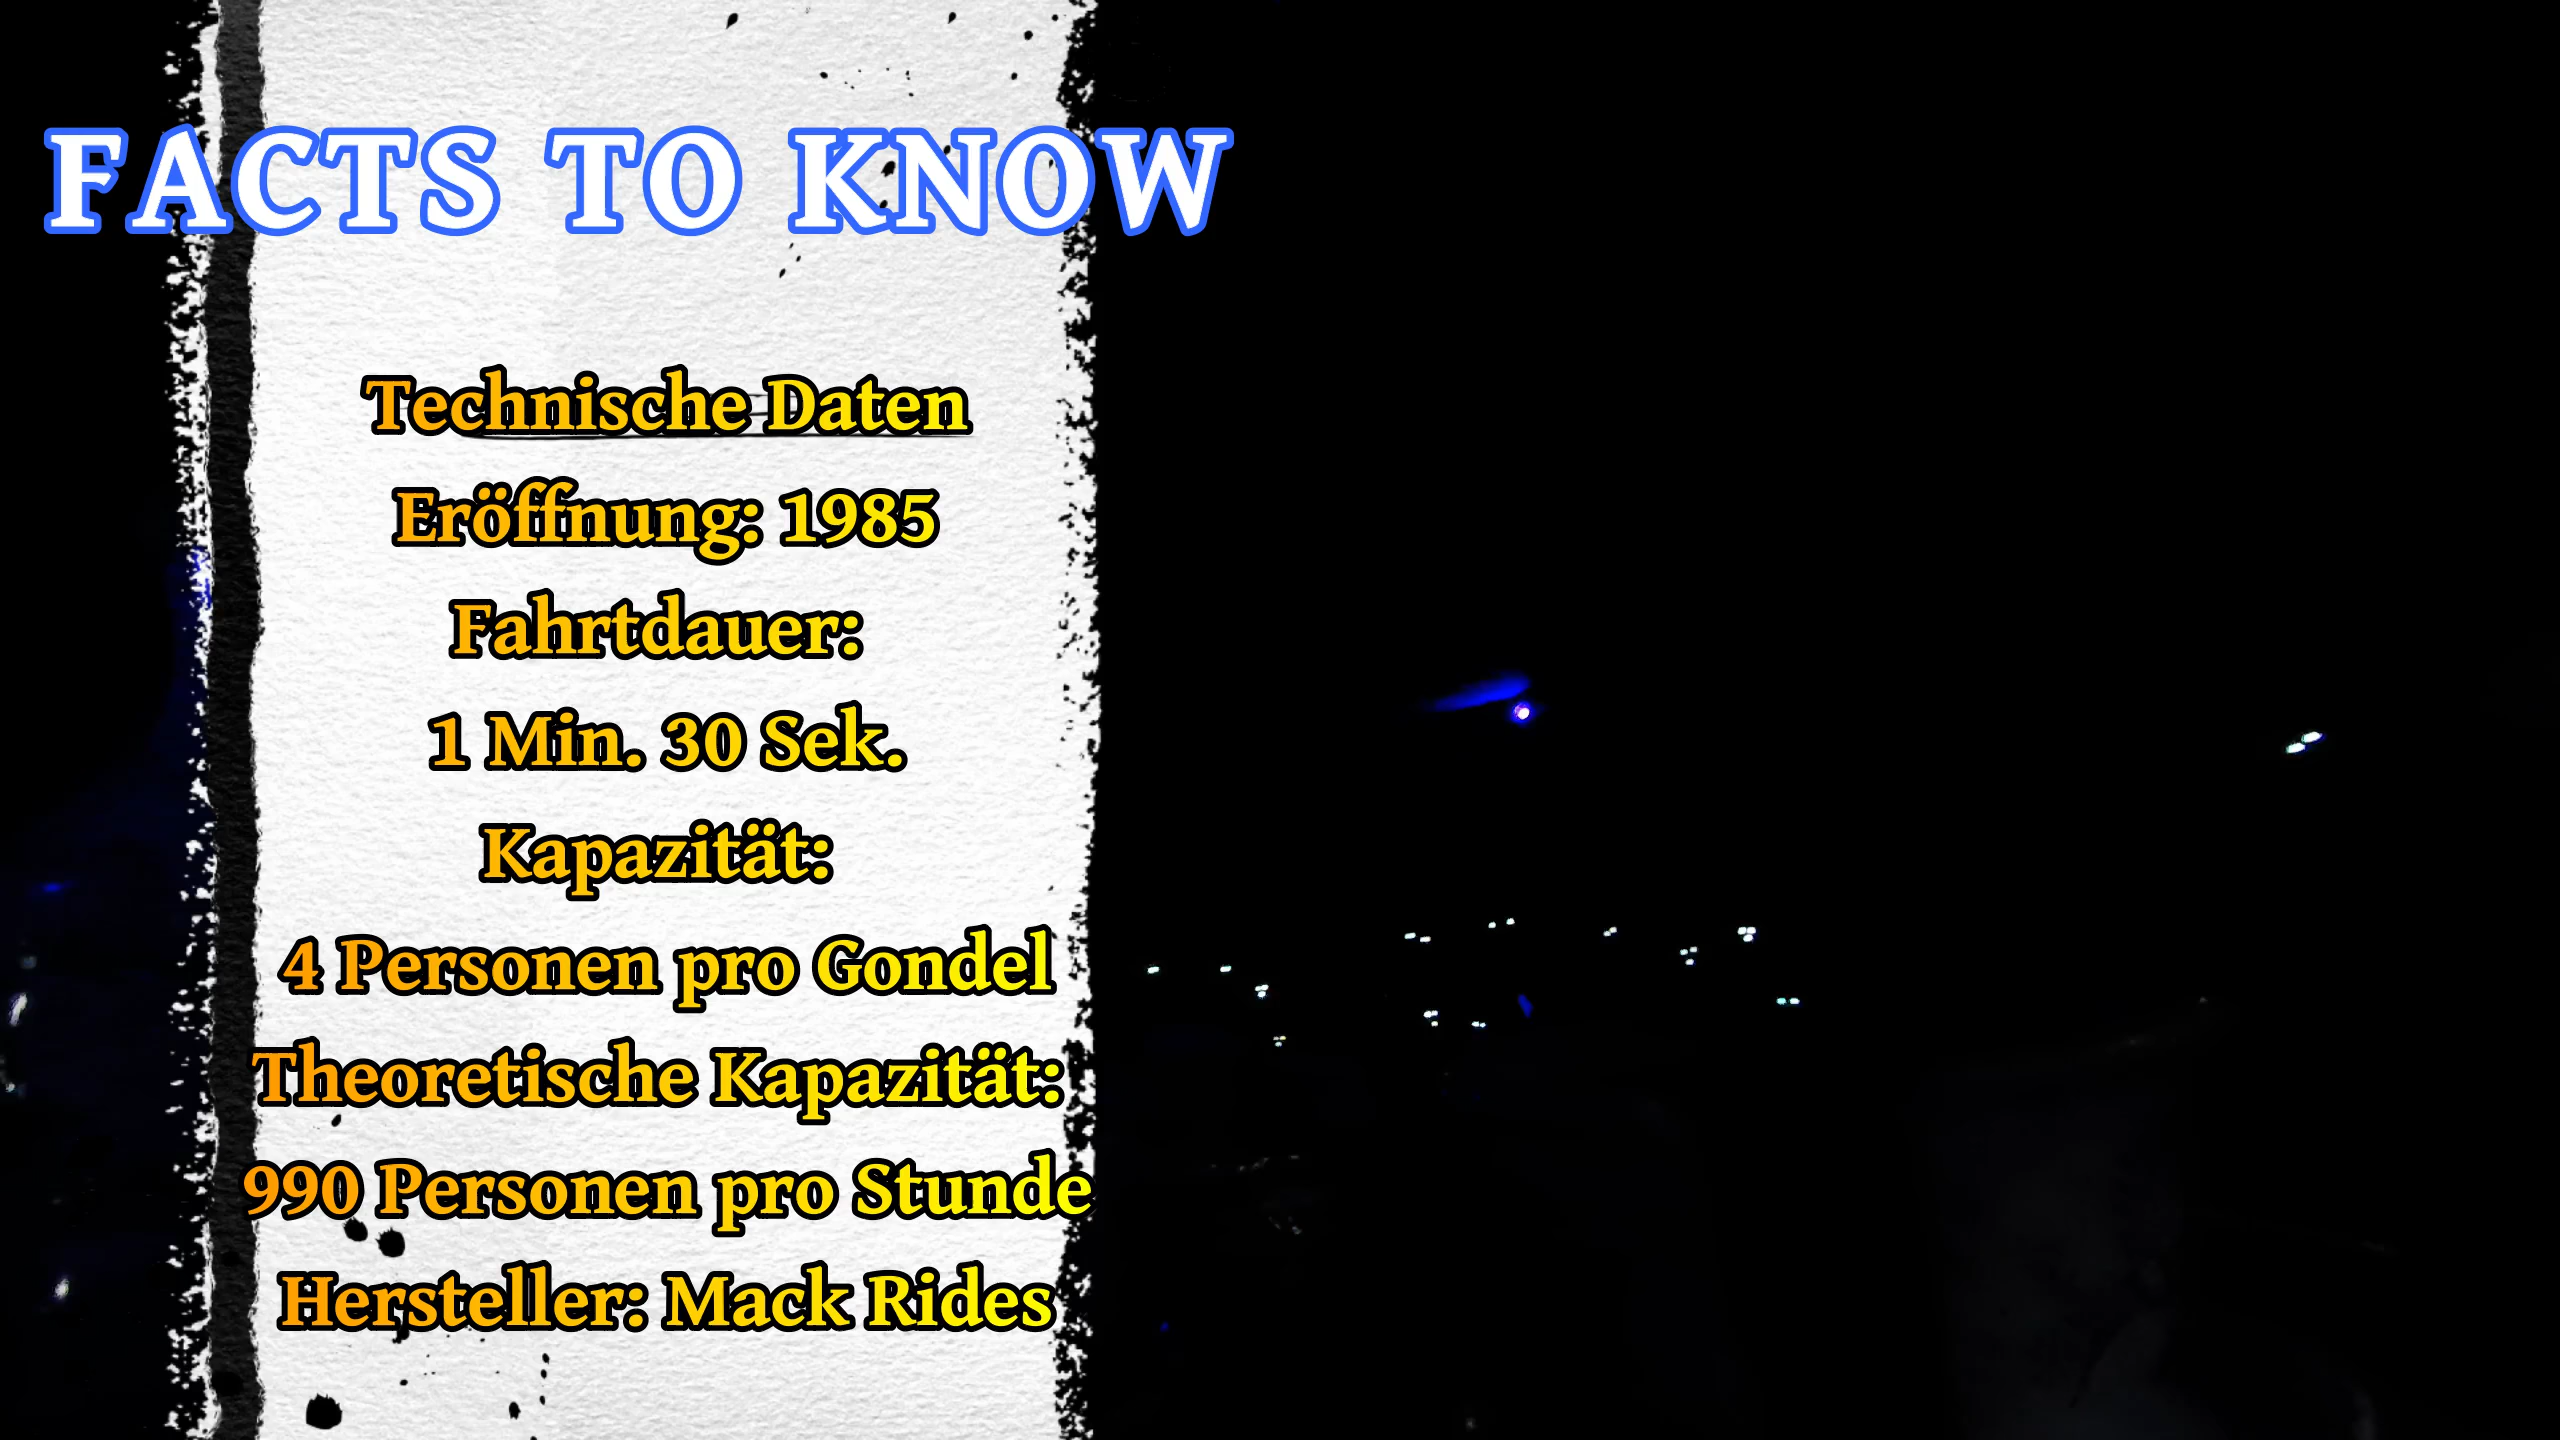 FACTS TO KNOW
Technische Daten
Eröffnung: 1985
Fahrtdauer:
1 Min. 30 Sek.
Kapazität:
4 Personen pro Gondel
Theoretische Kapazität:
990 Personen pro Stunde
Hersteller: Mack Rides